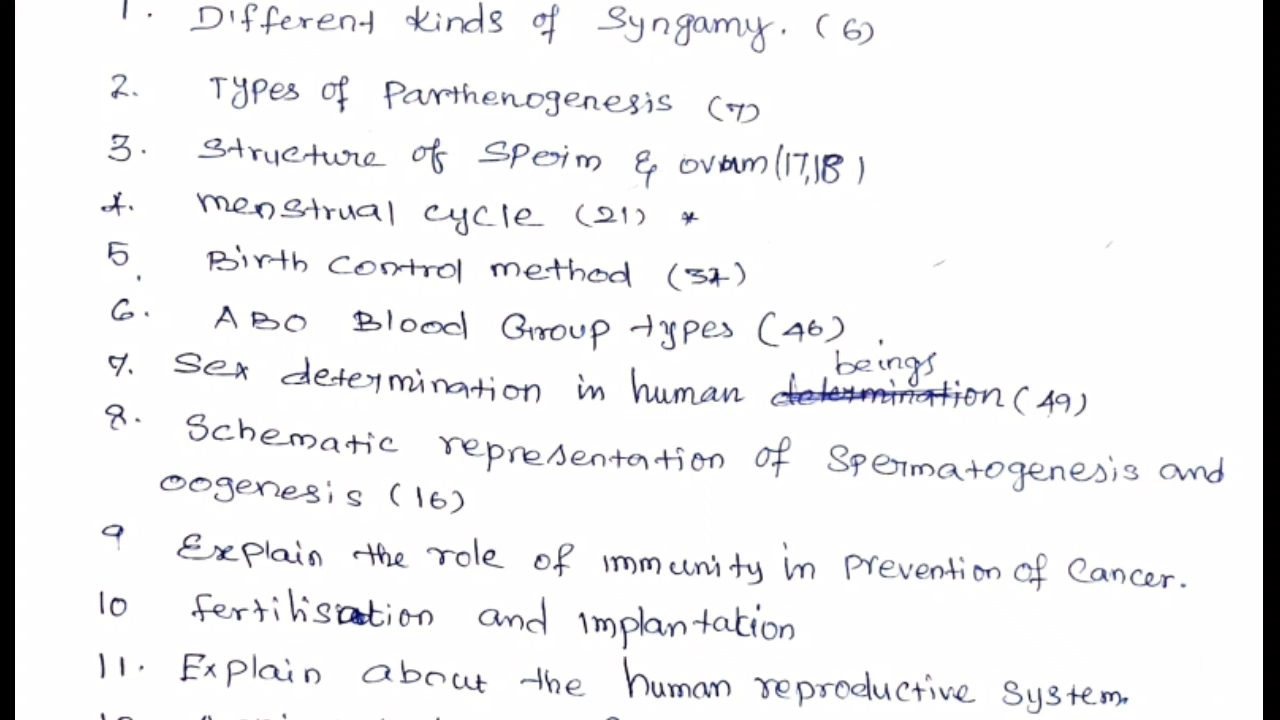 1. Different kinds of Syngamy. (6)
2. Types of Parthenogenesis (7)
3. Structure of Sperm & ovum (17,18)
4. menstrual cycle (21) *
5. Birth control method (37)
6. ABO Blood Group types (46)
beings
7. Sex determination in human determination (49)
8. Schematic representation of Spermatogenesis and
oogenesis (16)
9 Explain the role of immunity in prevention of Cancer.
10 fertilisation and implantation
11. Explain about the human reproductive system.